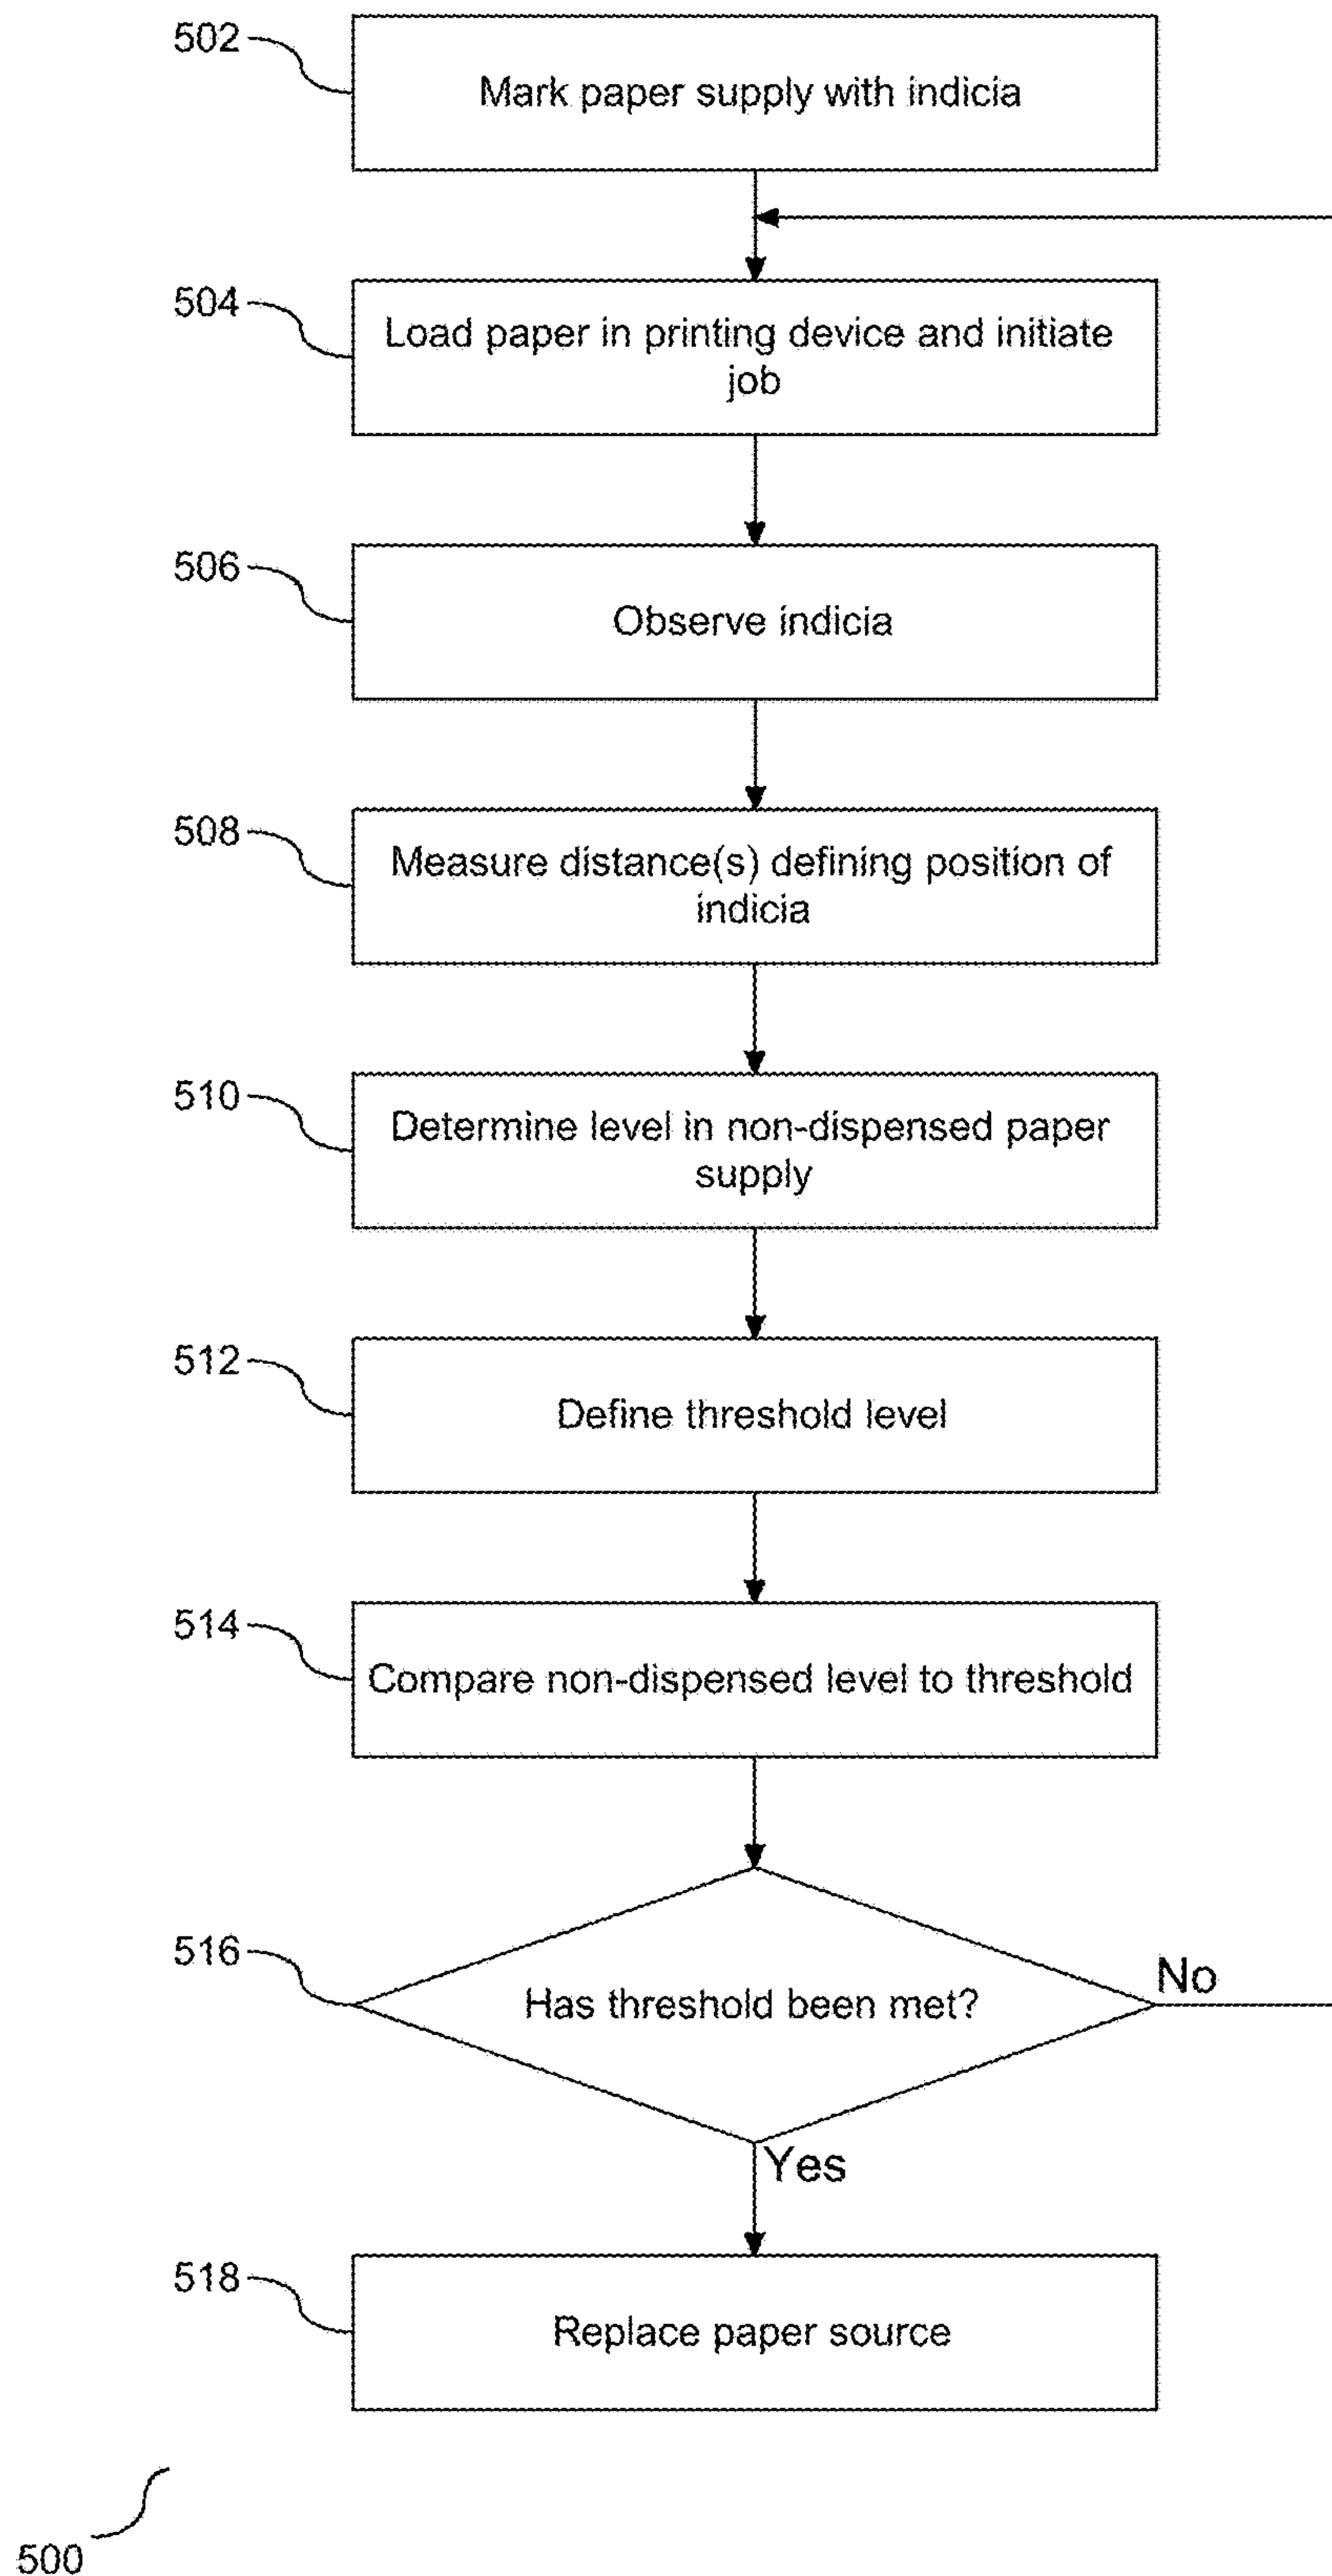 502
Mark paper supply with indicia
504
Load paper in printing device and initiate
job
506
Observe indicia
508
Measure distance(s) defining position of
indicia
510
Determine level in non-dispensed paper
supply
512
Define threshold level
514
Compare non-dispensed level to threshold
516
Has threshold been met?
No
Yes
518
Replace paper source
500